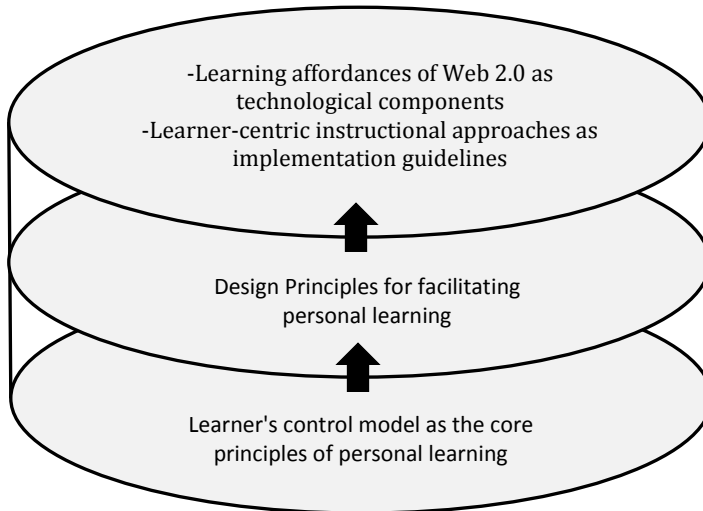 -Learning affordances of Web 2.0 as
technological components
-Learner-centric instructional approaches as
implementation guidelines
Design Principles for facilitating
personal learning
Learner's control model as the core
principles of personal learning